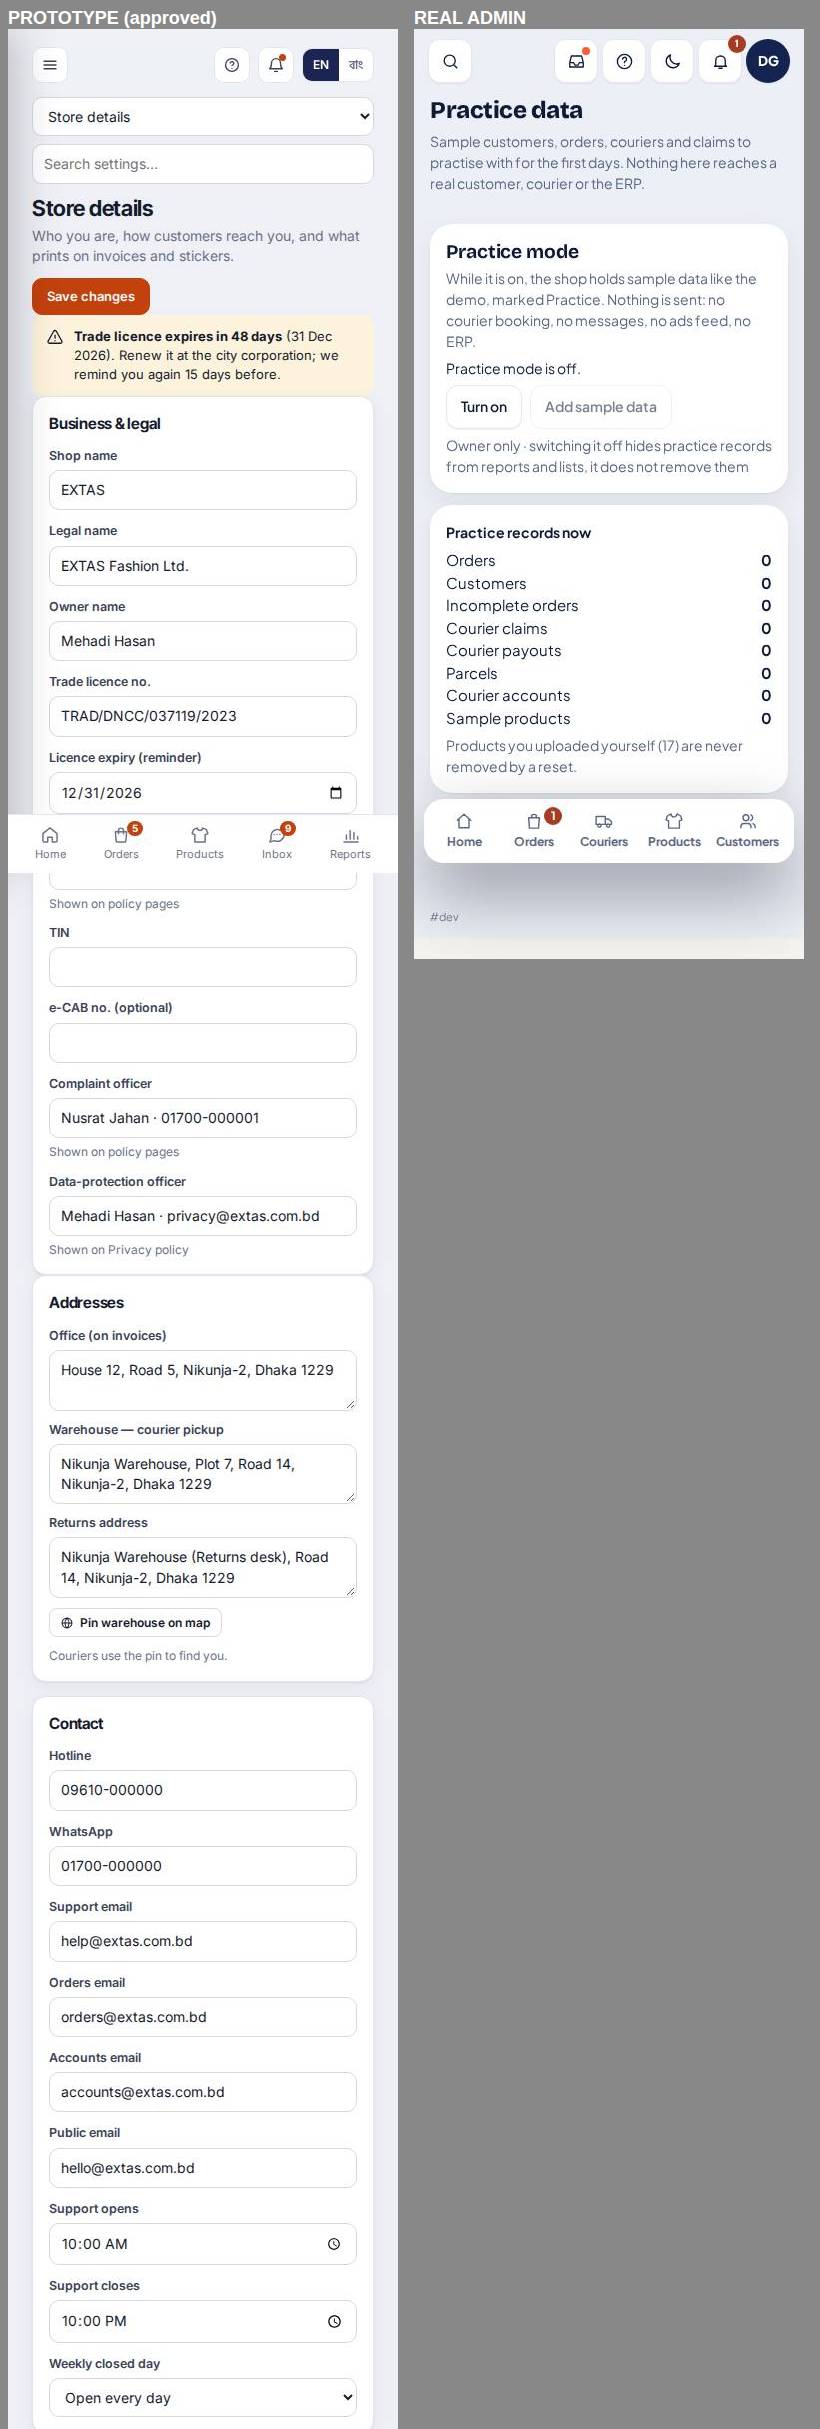 PROTOTYPE (approved)
EN
বাং
Store details
Search settings...
Store details
Who you are, how customers reach you, and what
prints on invoices and stickers.
Save changes
Trade licence expires in 48 days (31 Dec
2026). Renew it at the city corporation; we
remind you again 15 days before.
Business & legal
Shop name
EXTAS
Legal name
EXTAS Fashion Ltd.
Owner name
Mehadi Hasan
Trade licence no.
TRAD/DNCC/037119/2023
Licence expiry (reminder)
12/31/2026
5
9
Home
Orders
Products
Inbox
Reports
Shown on policy pages
TIN
e-CAB no. (optional)
Complaint officer
Nusrat Jahan · 01700-000001
Shown on policy pages
Data-protection officer
Mehadi Hasan · privacy@extas.com.bd
Shown on Privacy policy
Addresses
Office (on invoices)
House 12, Road 5, Nikunja-2, Dhaka 1229
Warehouse — courier pickup
Nikunja Warehouse, Plot 7, Road 14,
Nikunja-2, Dhaka 1229
Returns address
Nikunja Warehouse (Returns desk), Road
14, Nikunja-2, Dhaka 1229
Pin warehouse on map
Couriers use the pin to find you.
Contact
Hotline
09610-000000
WhatsApp
01700-000000
Support email
help@extas.com.bd
Orders email
orders@extas.com.bd
Accounts email
accounts@extas.com.bd
Public email
hello@extas.com.bd
Support opens
10:00 AM
Support closes
10:00 PM
Weekly closed day
Open every day
REAL ADMIN
1
DG
Practice data
Sample customers, orders, couriers and claims to
practise with for the first days. Nothing here reaches a
real customer, courier or the ERP.
Practice mode
While it is on, the shop holds sample data like the
demo, marked Practice. Nothing is sent: no
courier booking, no messages, no ads feed, no
ERP.
Practice mode is off.
Turn on
Add sample data
Owner only · switching it off hides practice records
from reports and lists, it does not remove them
Practice records now
Orders 0
Customers 0
Incomplete orders 0
Courier claims 0
Courier payouts 0
Parcels 0
Courier accounts 0
Sample products 0
Products you uploaded yourself (17) are never
removed by a reset.
1
Home
Orders
Couriers
Products
Customers
#dev